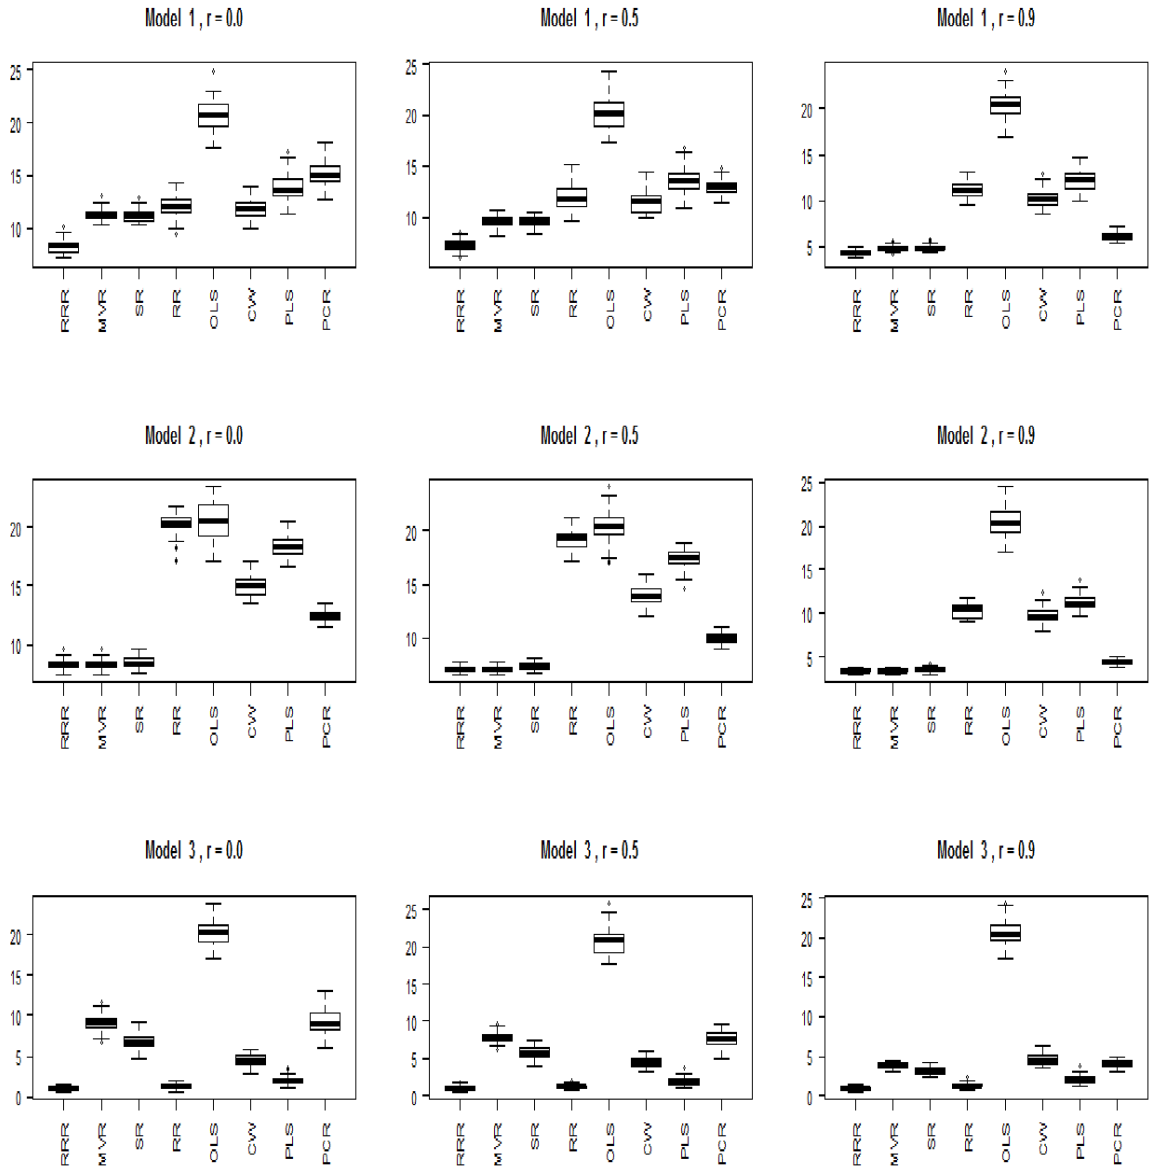 Model 1 , r = 0.0
Model 1 , r = 0.5
Model 1 , r = 0.9
25
20
15
10
RRR
MVR
SR
RR
OLS
CW
PLS
PCR
25
20
15
10
RRR
MVR
SR
RR
OLS
CW
PLS
PCR
20
15
10
5
RRR
MVR
SR
RR
OLS
CW
PLS
PCR
Model 2 , r = 0.0
Model 2 , r = 0.5
Model 2 , r = 0.9
20
15
10
RRR
MVR
SR
RR
OLS
CW
PLS
PCR
20
15
10
RRR
MVR
SR
RR
OLS
CW
PLS
PCR
25
20
15
10
5
RRR
MVR
SR
RR
OLS
CW
PLS
PCR
Model 3 , r = 0.0
Model 3 , r = 0.5
Model 3 , r = 0.9
20
15
10
5
0
RRR
MVR
SR
RR
OLS
CW
PLS
PCR
25
20
15
10
5
0
RRR
MVR
SR
RR
OLS
CW
PLS
PCR
25
20
15
10
5
0
RRR
MVR
SR
RR
OLS
CW
PLS
PCR